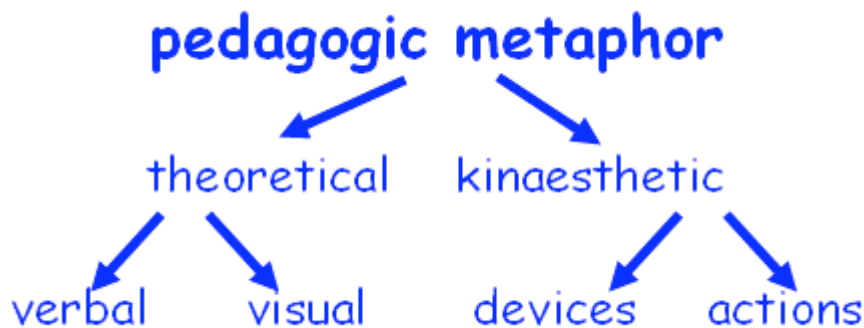 pedagogic metaphor
theoretical kinaesthetic
verbal visual devices actions